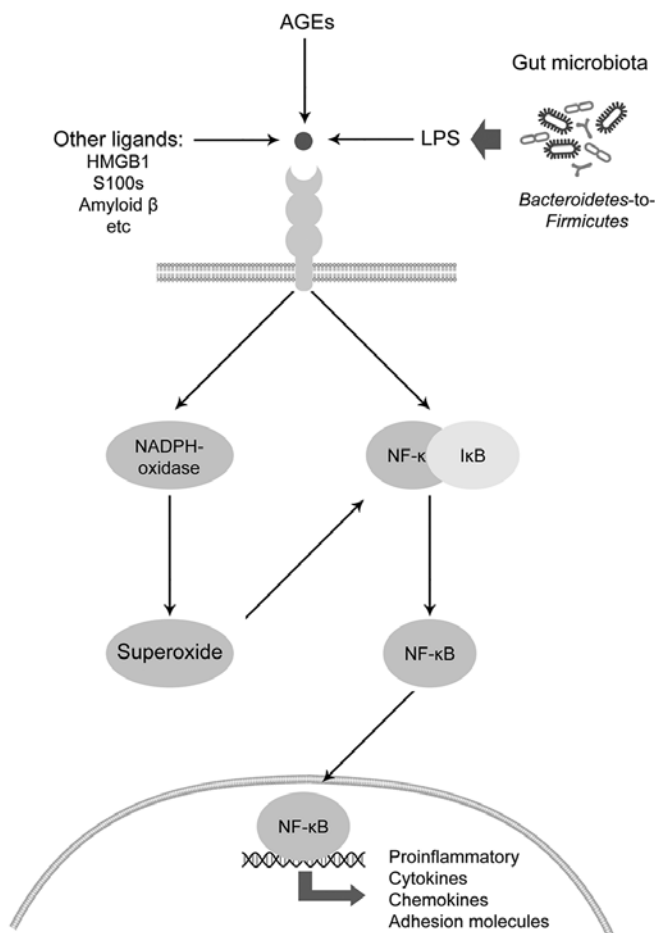 AGEs
Gut microbiota
Other ligands:
HMGB1
S100s
Amyloid β
etc
LPS
Bacteroidetes-to-
Firmicutes
NADPH-
oxidase
NF-κ
IκB
Superoxide
NF-κB
NF-κB
Proinflammatory
Cytokines
Chemokines
Adhesion molecules